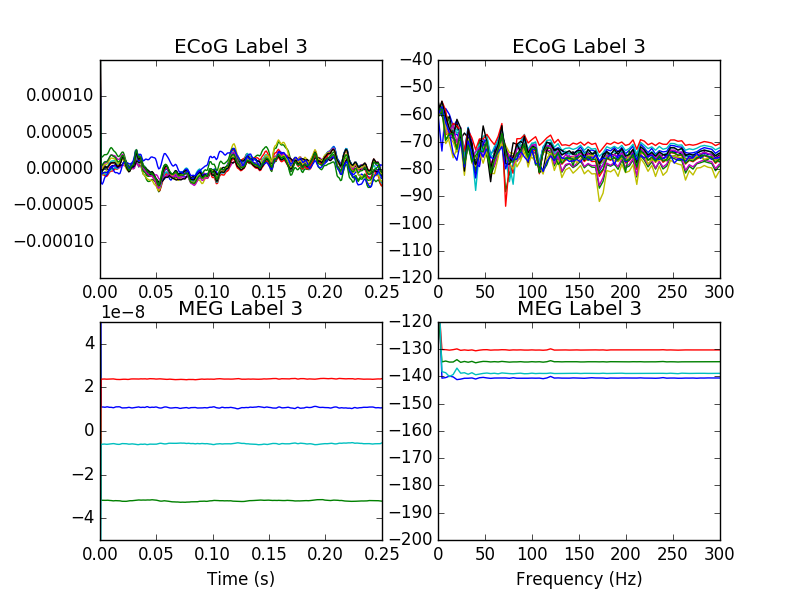 ECoG Label 3
0.00010
0.00005
0.00000
−0.00005
−0.00010
0.00 0.05 0.10 0.15 0.20 0.25
ECoG Label 3
−40
−50
−60
−70
−80
−90
−100
−110
−120
0 50 100 150 200 250 300
MEG Label 3
1e−8
4
2
0
−2
−4
0.00 0.05 0.10 0.15 0.20 0.25
Time (s)
MEG Label 3
−120
−130
−140
−150
−160
−170
−180
−190
−200
0 50 100 150 200 250 300
Frequency (Hz)